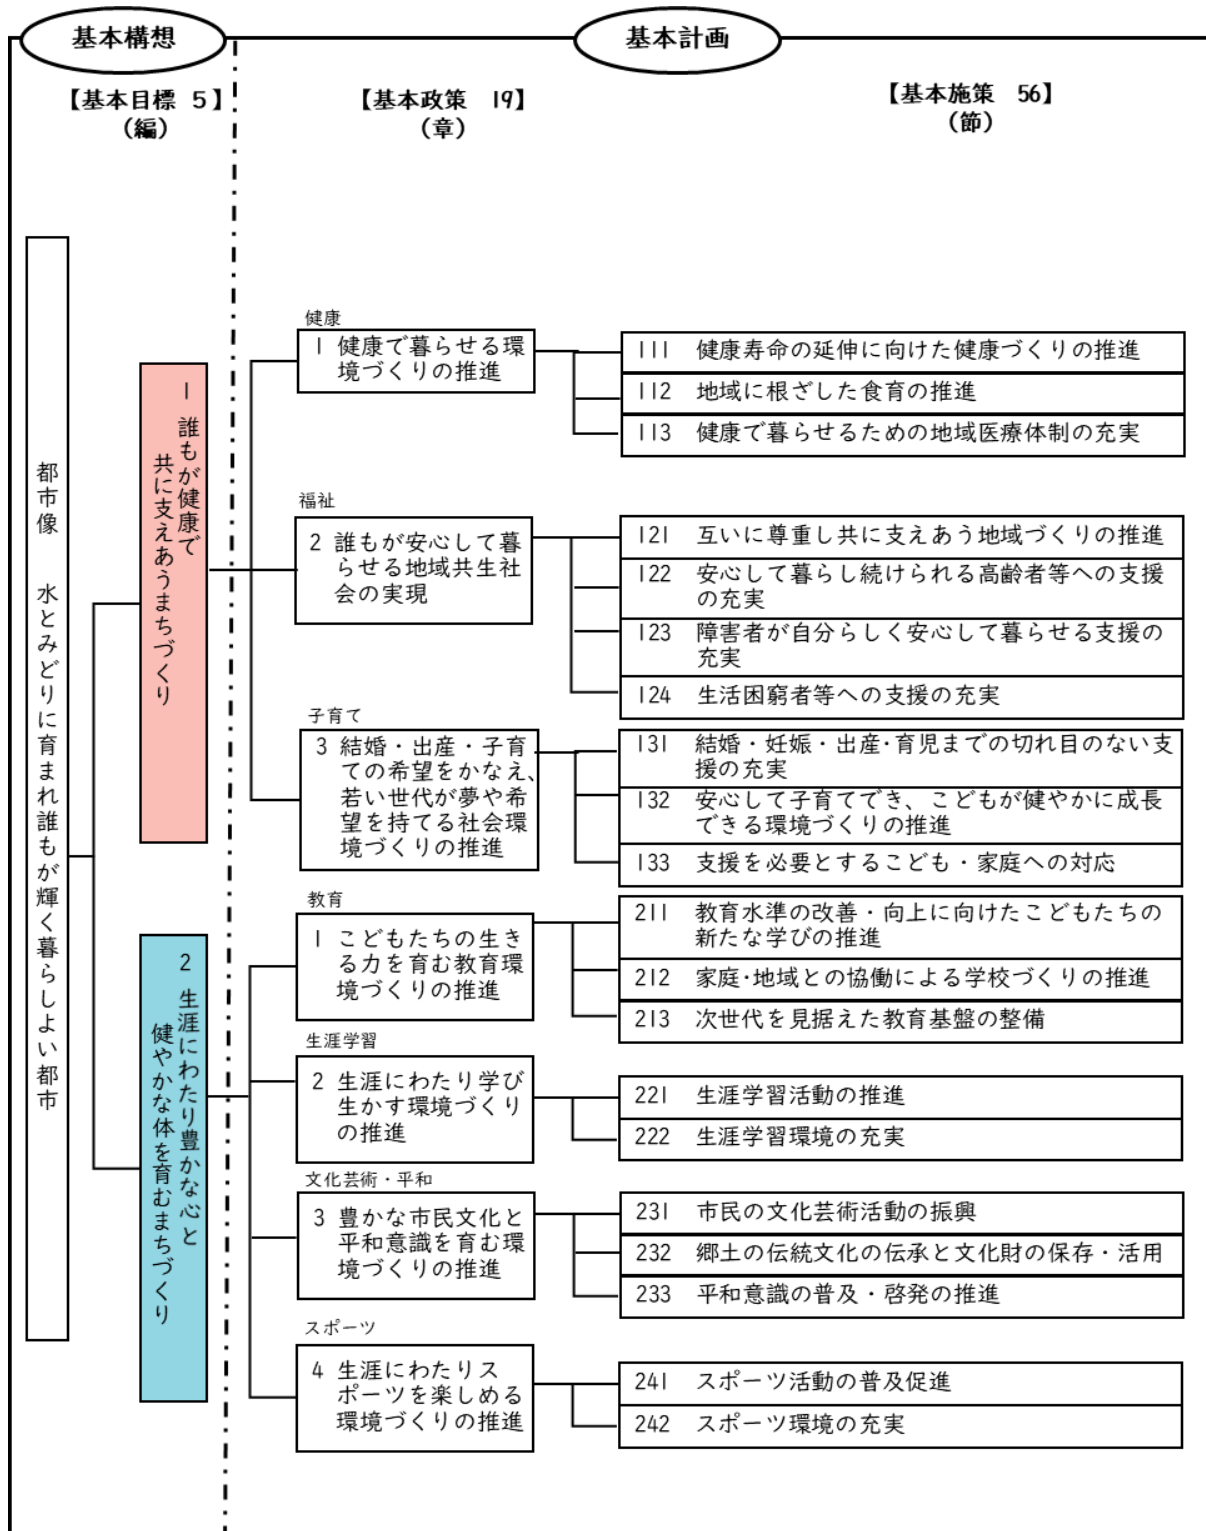 基本構想
基本計画
【基本目標 5】
（編）
【基本政策 19】
（章）
【基本施策 56】
（節）
都市像 水とみどりに育まれ誰もが輝く暮らしよい都市
1 誰もが健康で
共に支えあうまちづくり
健康
1 健康で暮らせる環
境づくりの推進
111 健康寿命の延伸に向けた健康づくりの推進
112 地域に根ざした食育の推進
113 健康で暮らせるための地域医療体制の充実
福祉
2 誰もが安心して暮
らせる地域共生社
会の実現
121 互いに尊重し共に支えあう地域づくりの推進
122 安心して暮らし続けられる高齢者等への支援
の充実
123 障害者が自分らしく安心して暮らせる支援の
充実
124 生活困窮者等への支援の充実
子育て
3 結婚・出産・子育
ての希望をかなえ、
若い世代が夢や希
望を持てる社会環
境づくりの推進
131 結婚・妊娠・出産・育児までの切れ目のない支
援の充実
132 安心して子育てでき、こどもが健やかに成長
できる環境づくりの推進
133 支援を必要とするこども・家庭への対応
2 生涯にわたり豊かな心と
健やかな体を育むまちづくり
教育
1 こどもたちの生き
る力を育む教育環
境づくりの推進
211 教育水準の改善・向上に向けたこどもたちの
新たな学びの推進
212 家庭・地域との協働による学校づくりの推進
213 次世代を見据えた教育基盤の整備
生涯学習
2 生涯にわたり学び
生かす環境づくり
の推進
221 生涯学習活動の推進
222 生涯学習環境の充実
文化芸術・平和
3 豊かな市民文化と
平和意識を育む環
境づくりの推進
231 市民の文化芸術活動の振興
232 郷土の伝統文化の伝承と文化財の保存・活用
233 平和意識の普及・啓発の推進
スポーツ
4 生涯にわたりス
ポーツを楽しめる
環境づくりの推進
241 スポーツ活動の普及促進
242 スポーツ環境の充実